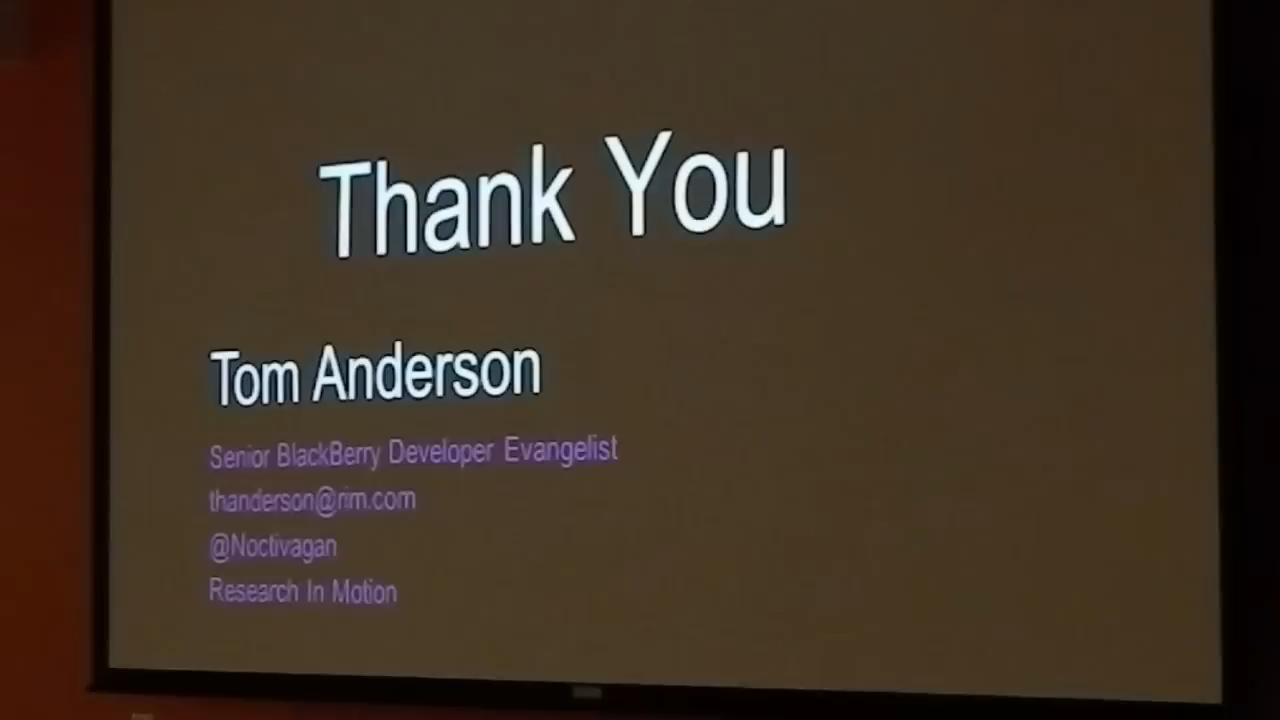 Thank You
Tom Anderson
Senior BlackBerry Developer Evangelist
thanderson@rim.com
@Noctivagan
Research In Motion